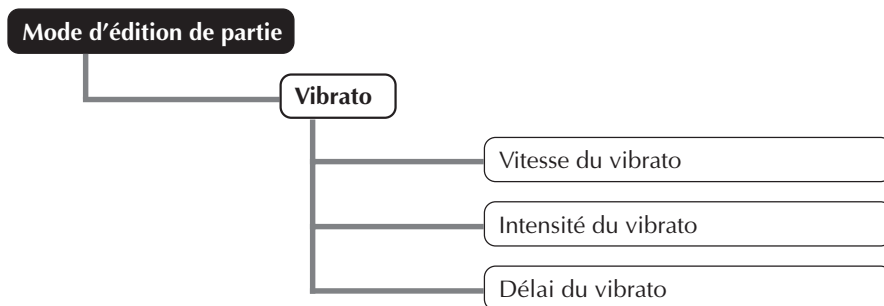 Mode d'édition de partie
Vibrato
Vitesse du vibrato
Intensité du vibrato
Délai du vibrato